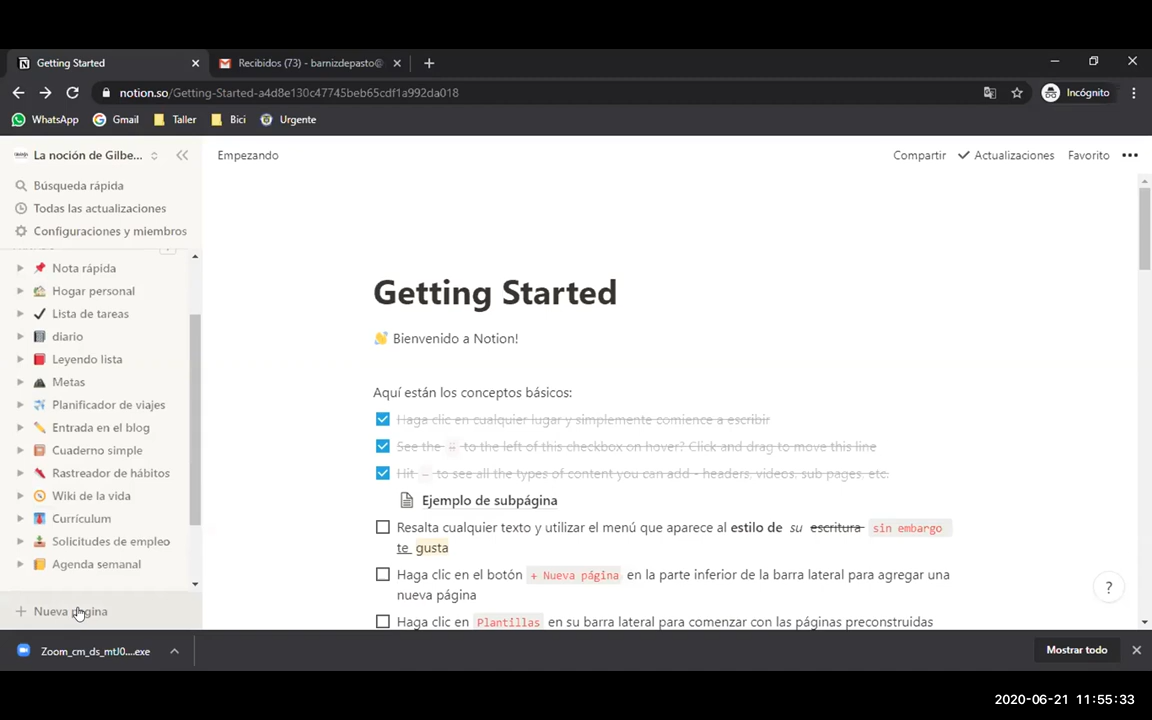 Getting Started
Recibidos (73) - barnizdepasto@
notion.so/Getting-Started-a4d8e130c47745beb65cdf1a992da018
Incógnito
WhatsApp
Gmail
Taller
Bici
Urgente
La noción de Gilbe...
Empezando
Compartir
Actualizaciones
Favorito
Búsqueda rápida
Todas las actualizaciones
Configuraciones y miembros
Nota rápida
Hogar personal
Lista de tareas
diario
Leyendo lista
Metas
Planificador de viajes
Entrada en el blog
Cuaderno simple
Rastreador de hábitos
Wiki de la vida
Currículum
Solicitudes de empleo
Agenda semanal
Nueva página
Getting Started
Bienvenido a Notion!
Aquí están los conceptos básicos:
Haga clic en cualquier lugar y simplemente comience a escribir
See the to the left of this checkbox on hover? Click and drag to move this line
Hit to see all the types of content you can add - headers, videos, sub pages, etc.
Ejemplo de subpágina
Resalta cualquier texto y utilizar el menú que aparece al estilo de su escritura sin embargo
te gusta
Haga clic en el botón + Nueva página en la parte inferior de la barra lateral para agregar una
nueva página
Haga clic en Plantillas en su barra lateral para comenzar con las páginas preconstruidas
?
Zoom_cm_ds_mtJ0....exe
Mostrar todo
2020-06-21 11:55:33